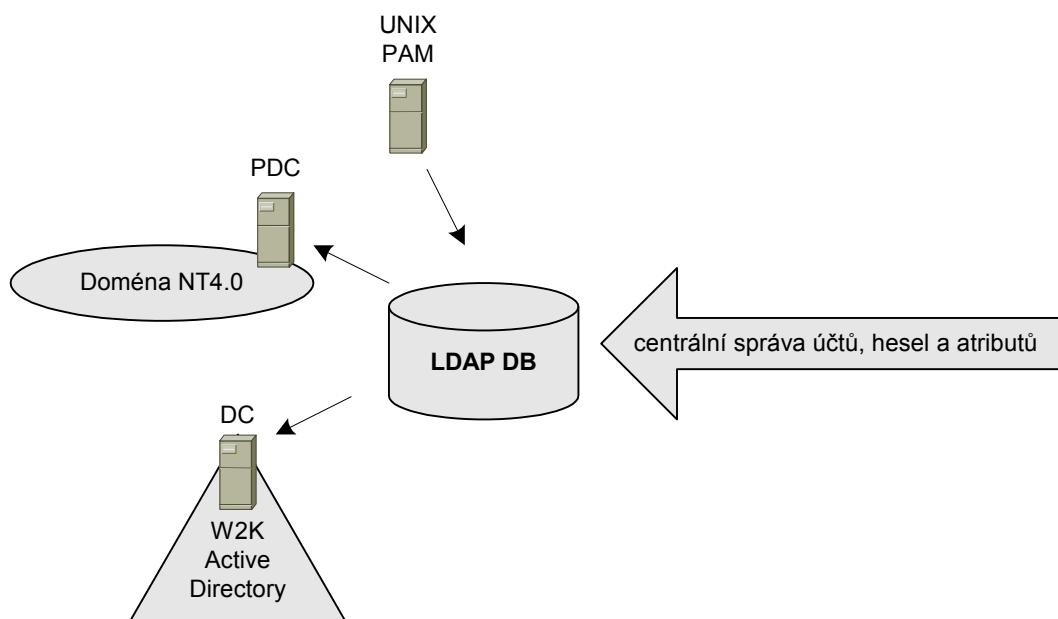 UNIX
PAM
PDC
Doména NT4.0
centrální správa účtů, hesel a atributů
LDAP DB
DC
W2K
Active
Directory